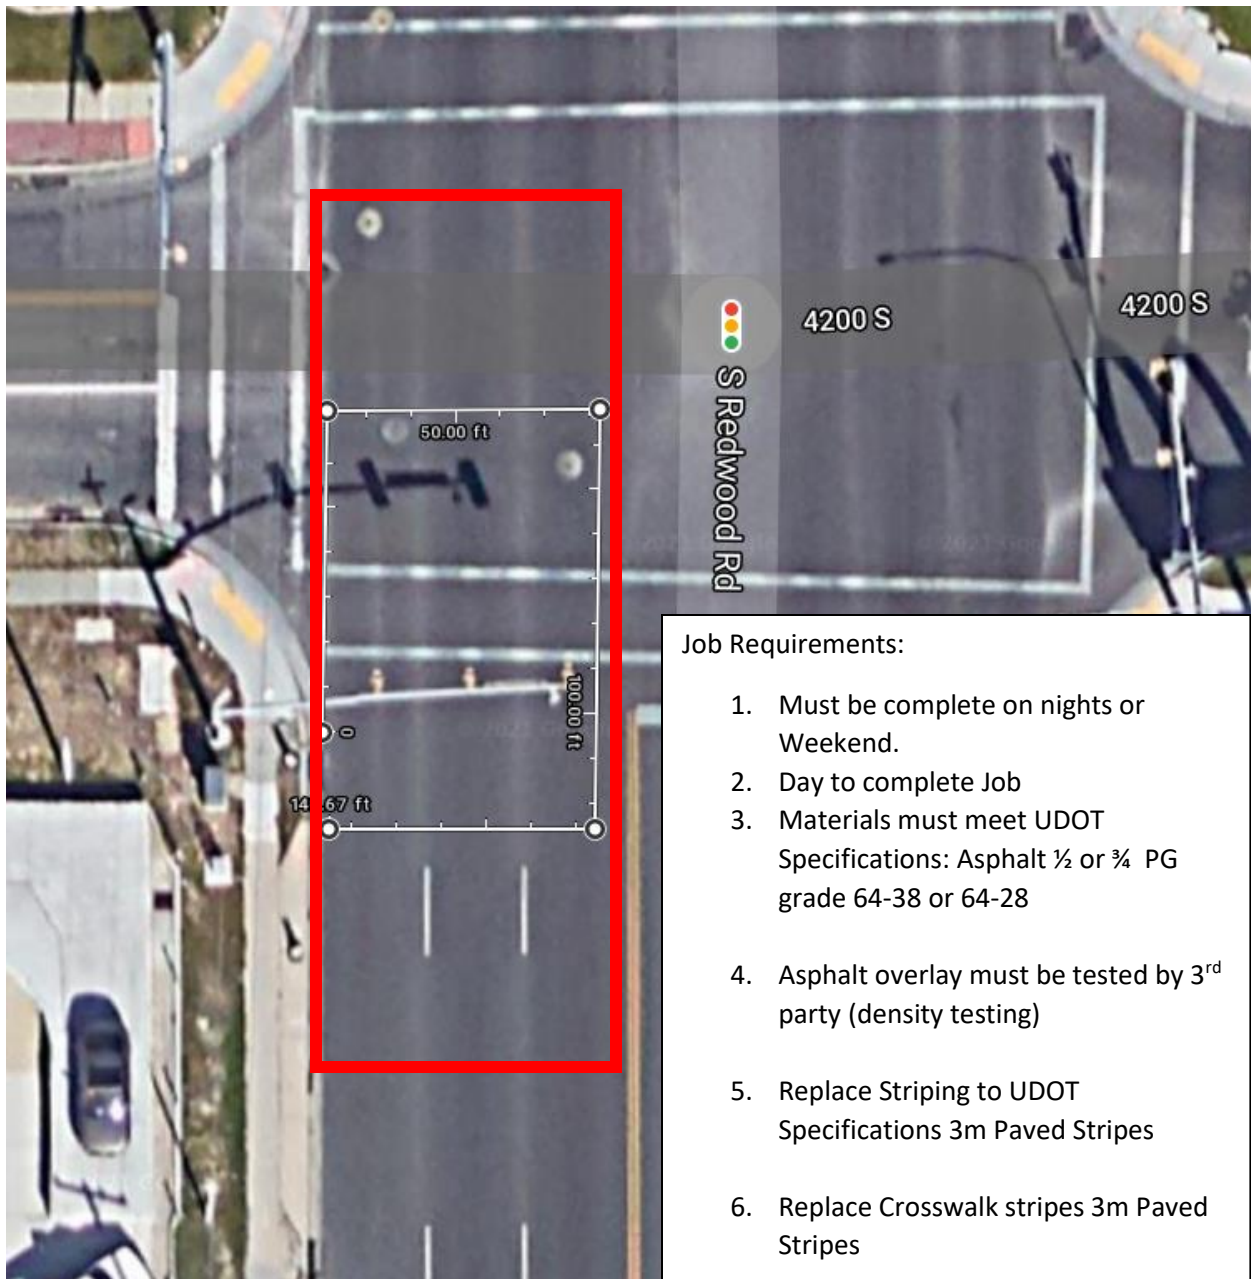 4200 S
4200 S
S Redwood Rd
50.00 ft
100.00 ft
0
Job Requirements:
1. Must be complete on nights or
Weekend.
2. Day to complete Job
3. Materials must meet UDOT
Specifications: Asphalt ½ or ¾ PG
grade 64-38 or 64-28
4. Asphalt overlay must be tested by 3rd
party (density testing)
5. Replace Striping to UDOT
Specifications 3m Paved Stripes
6. Replace Crosswalk stripes 3m Paved
Stripes